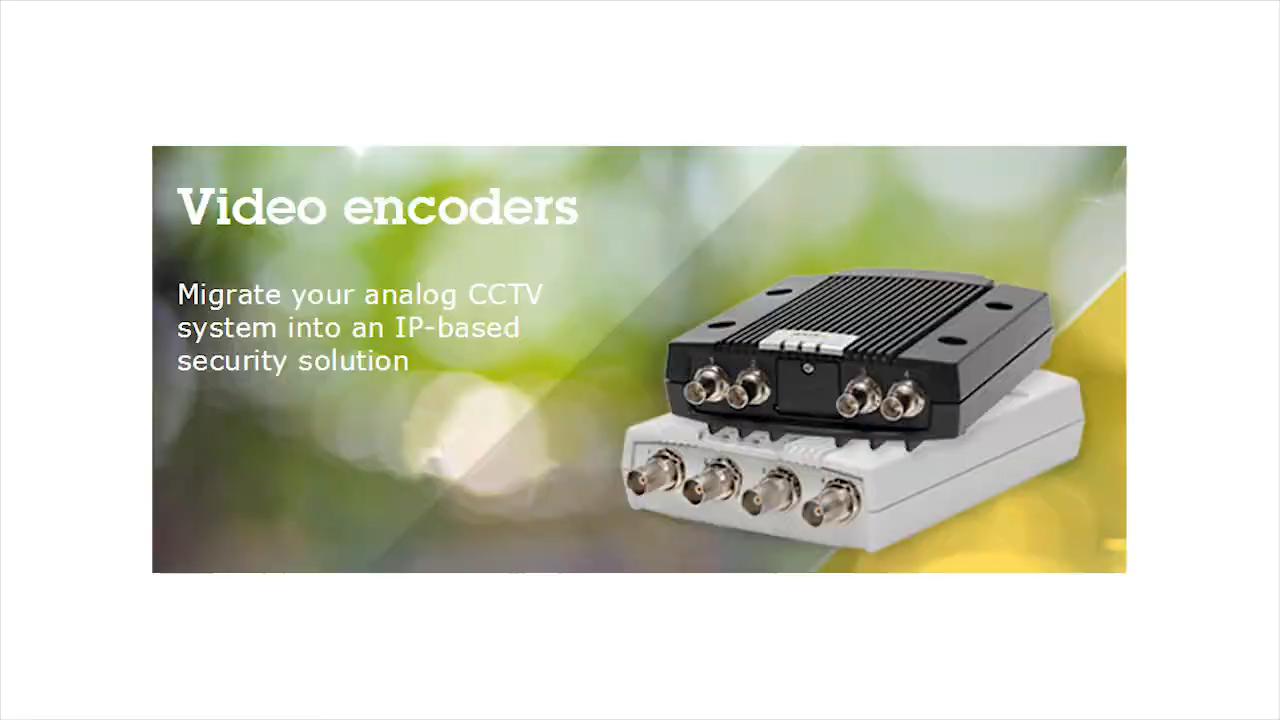 Video encoders
Migrate your analog CCTV
system into an IP-based
security solution